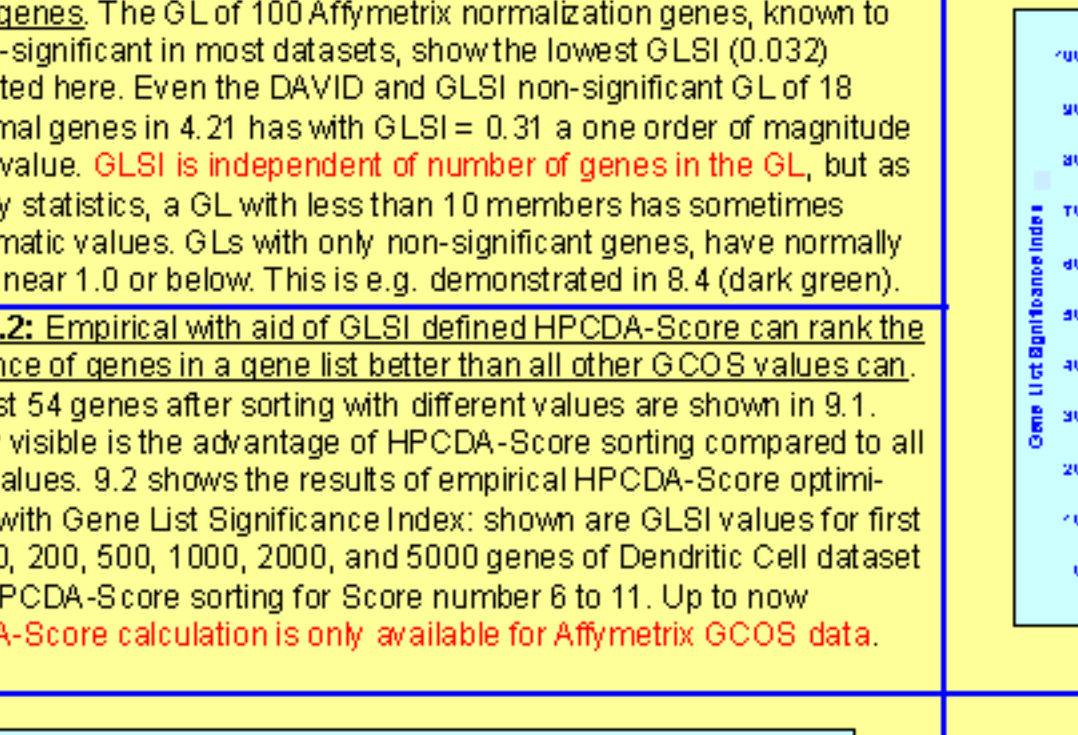 genes. The GL of 100 Affymetrix normalization genes, known to
-significant in most datasets, show the lowest GLSI (0.032)
ted here. Even the DAVID and GLSI non-significant GL of 18
mal genes in 4.21 has with GLSI = 0.31 a one order of magnitude
value. GLSI is independent of number of genes in the GL, but as
y statistics, a GL with less than 10 members has sometimes
matic values. GLs with only non-significant genes, have normally
near 1.0 or below. This is e.g. demonstrated in 8.4 (dark green).
.2: Empirical with aid of GLSI defined HPCDA-Score can rank the
nce of genes in a gene list better than all other GCOS values can.
st 54 genes after sorting with different values are shown in 9.1.
visible is the advantage of HPCDA-Score sorting compared to all
alues. 9.2 shows the results of empirical HPCDA-Score optimi-
with Gene List Significance Index: shown are GLSI values for first
0, 200, 500, 1000, 2000, and 5000 genes of Dendritic Cell dataset
PCDA-Score sorting for Score number 6 to 11. Up to now
A-Score calculation is only available for Affymetrix GCOS data.
Gene List Significance Index